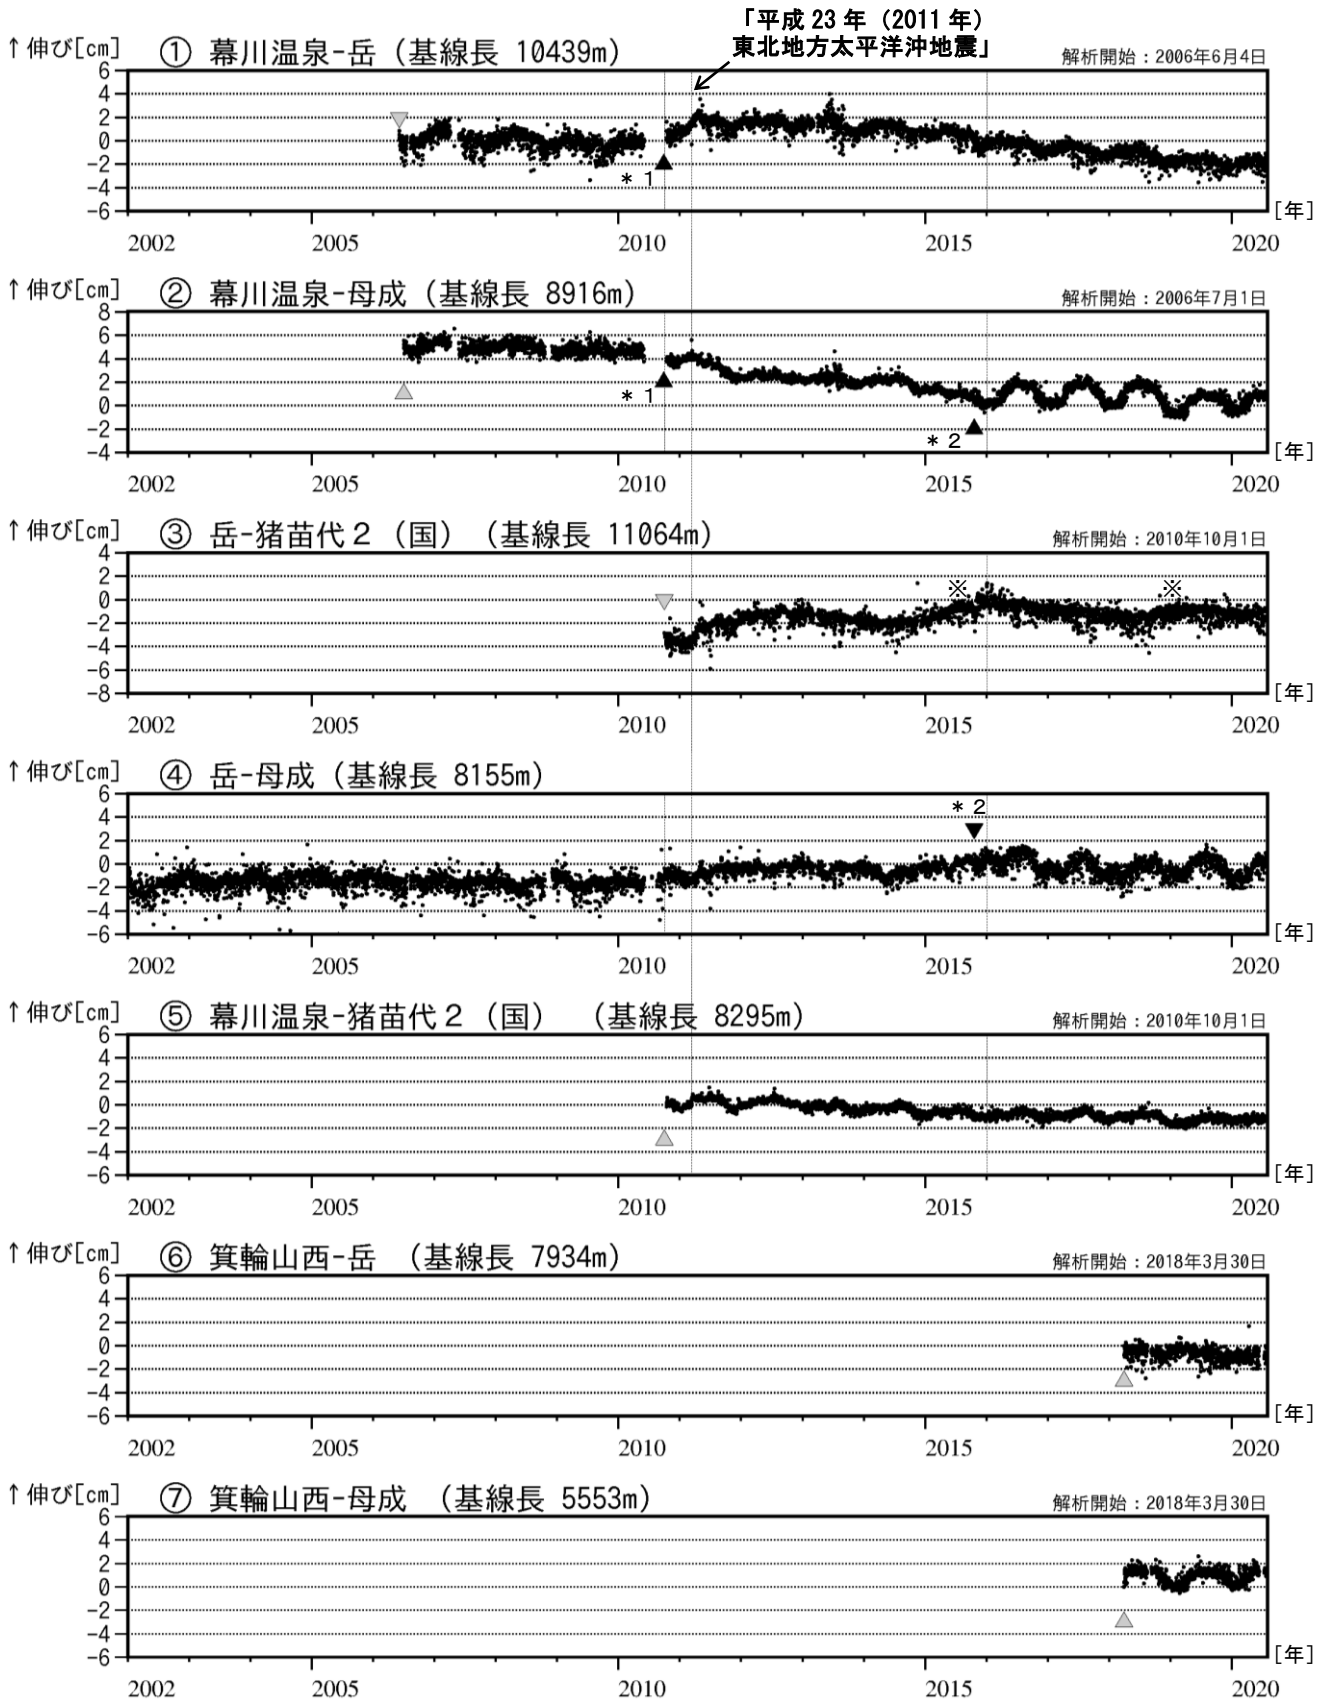 「平成 23 年（2011 年）
東北地方太平洋沖地震」
↑伸び[cm] ① 幕川温泉-岳（基線長 10439m） 解析開始：2006年6月4日
6
4
2
0
-2
-4
-6
＊1
[年]
2002 2005 2010 2015 2020
↑伸び[cm] ② 幕川温泉-母成（基線長 8916m） 解析開始：2006年7月1日
8
6
4
2
0
-2
-4
＊1
＊2
[年]
2002 2005 2010 2015 2020
↑伸び[cm] ③ 岳-猪苗代２（国）（基線長 11064m） 解析開始：2010年10月1日
4
2
0
-2
-4
-6
-8
※ ※
[年]
2002 2005 2010 2015 2020
↑伸び[cm] ④ 岳-母成（基線長 8155m）
6
4
2
0
-2
-4
-6
＊2
[年]
2002 2005 2010 2015 2020
↑伸び[cm] ⑤ 幕川温泉-猪苗代２（国）　（基線長 8295m） 解析開始：2010年10月1日
6
4
2
0
-2
-4
-6
[年]
2002 2005 2010 2015 2020
↑伸び[cm] ⑥ 箕輪山西-岳 （基線長 7934m） 解析開始：2018年3月30日
6
4
2
0
-2
-4
-6
[年]
2002 2005 2010 2015 2020
↑伸び[cm] ⑦ 箕輪山西-母成 （基線長 5553m） 解析開始：2018年3月30日
6
4
2
0
-2
-4
-6
[年]
2002 2005 2010 2015 2020